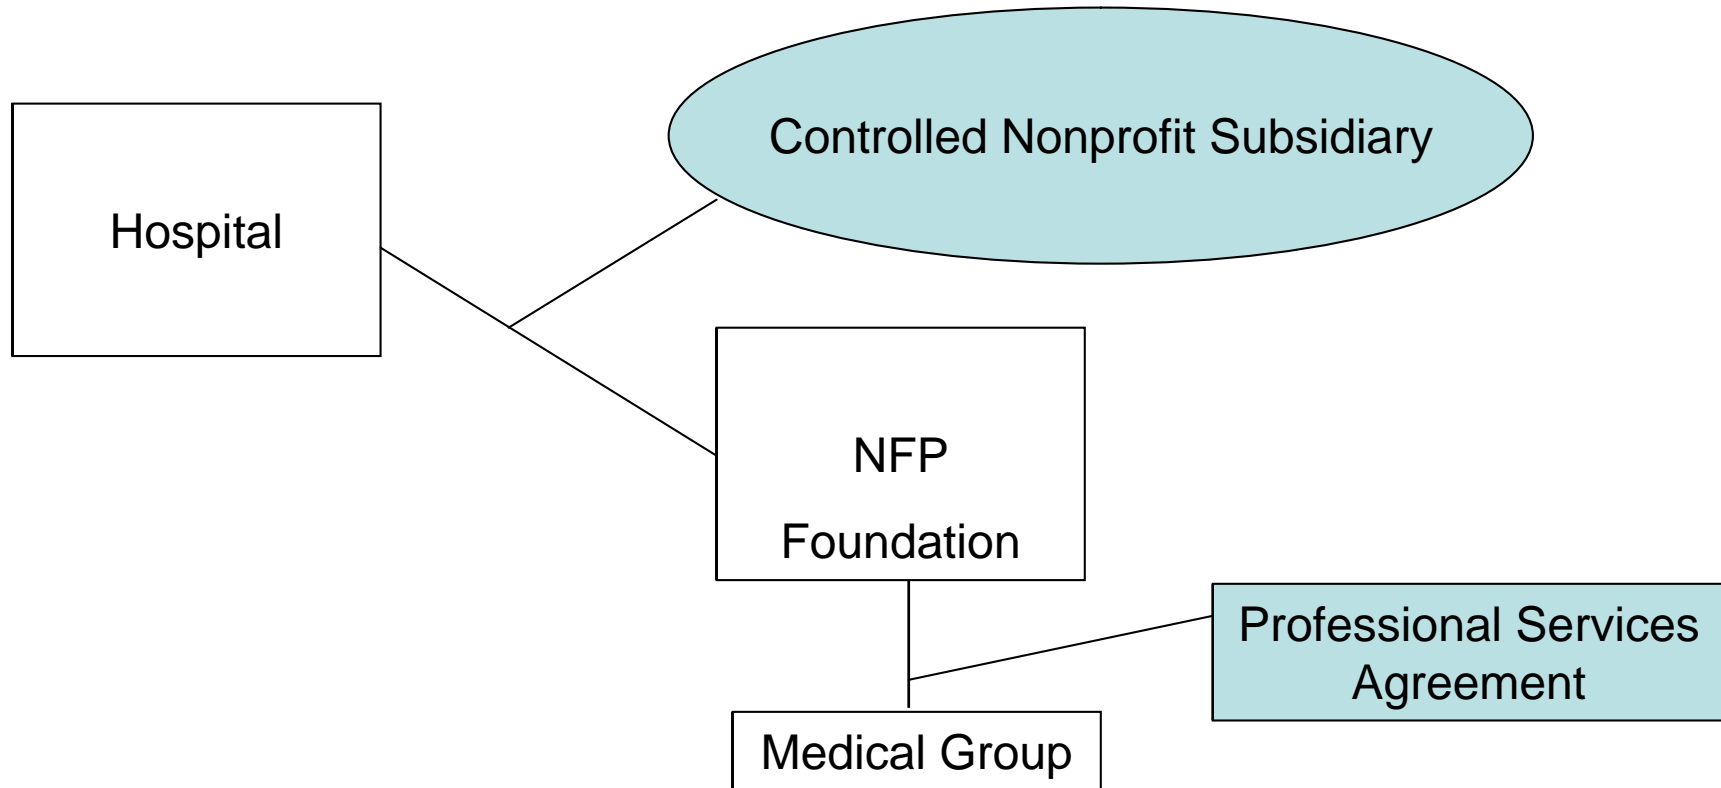 Controlled Nonprofit Subsidiary
Hospital
NFP
Foundation
Professional Services
Agreement
Medical Group